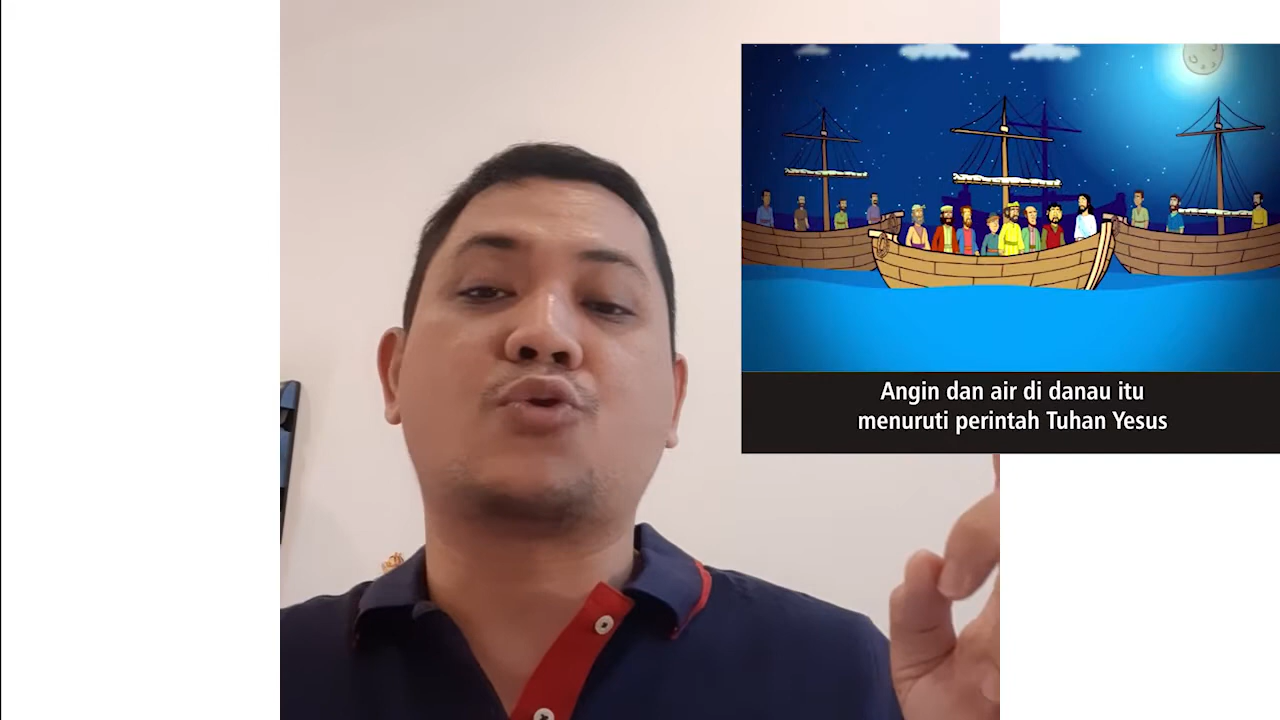 Angin dan air di danau itu
menuruti perintah Tuhan Yesus